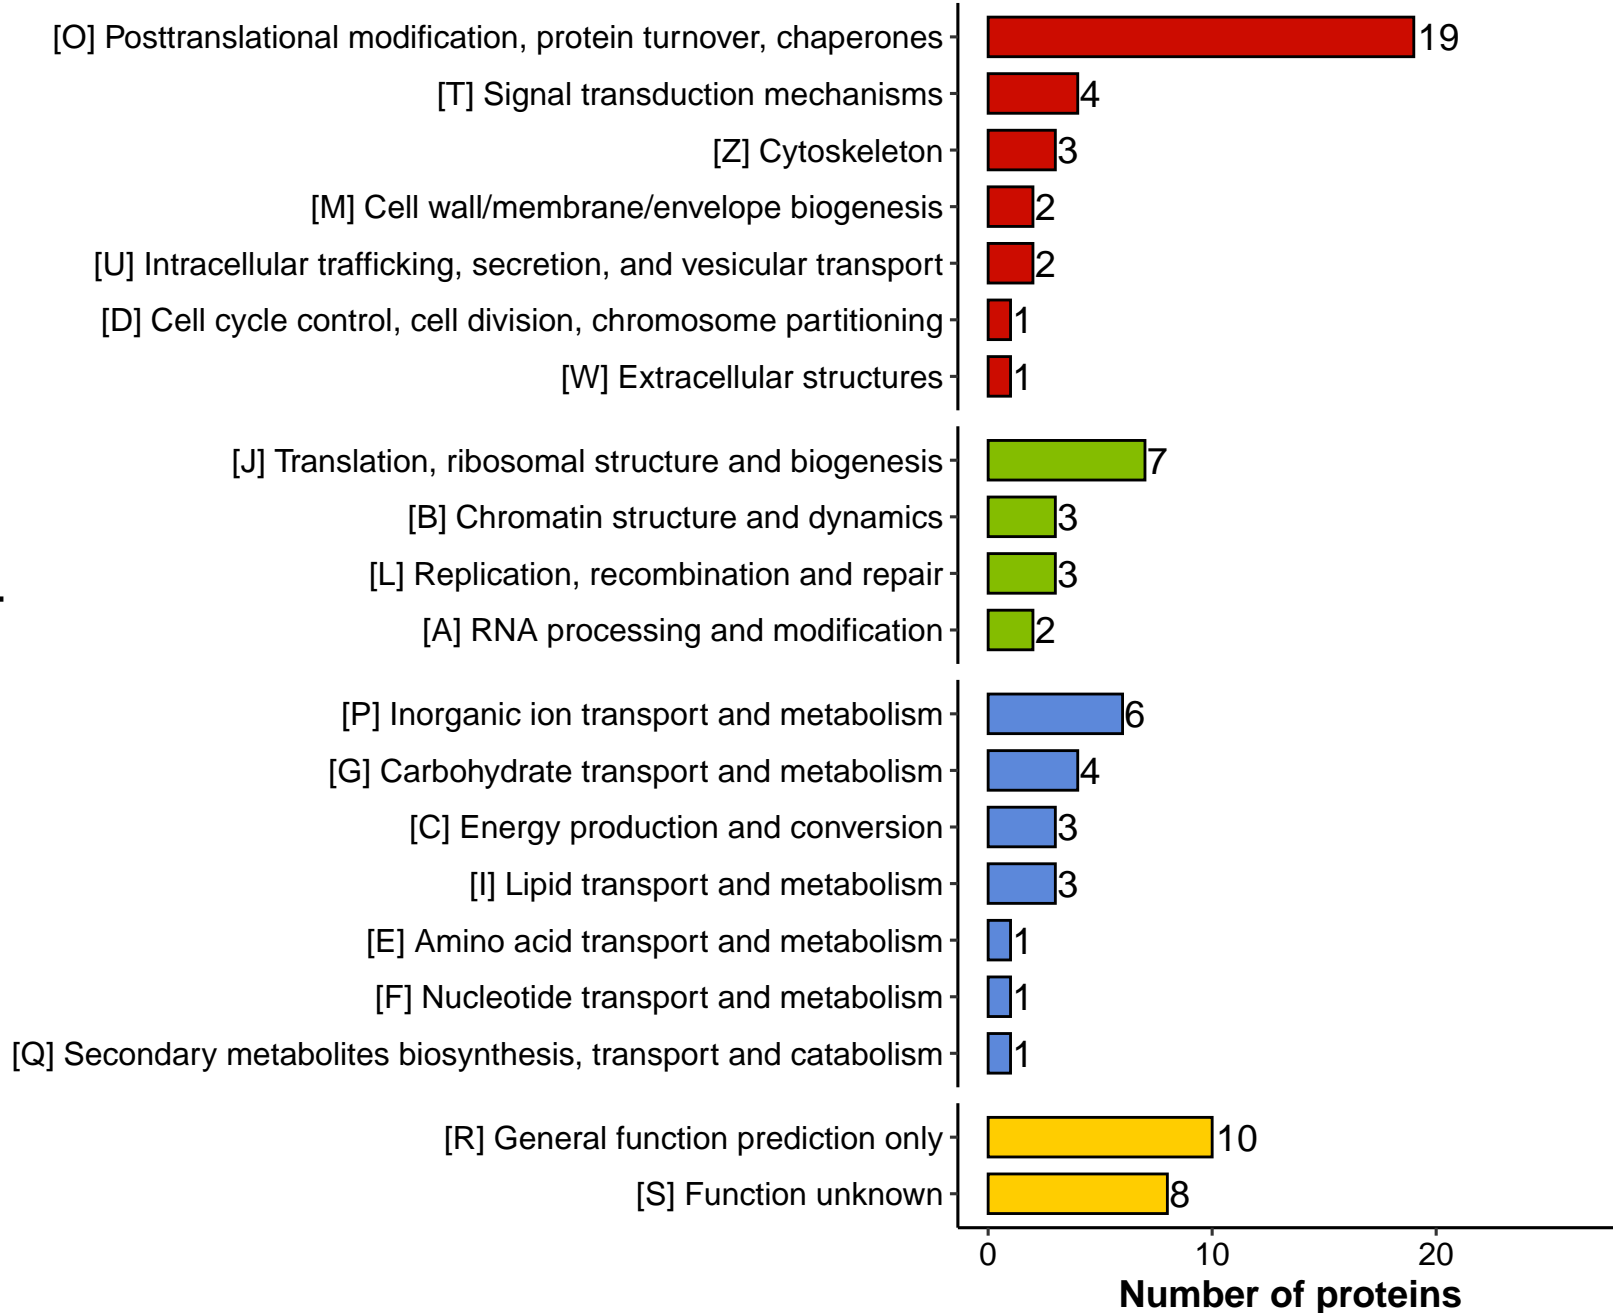 [O] Posttranslational modification, protein turnover, chaperones 19
[T] Signal transduction mechanisms 4
[Z] Cytoskeleton 3
[M] Cell wall/membrane/envelope biogenesis 2
[U] Intracellular trafficking, secretion, and vesicular transport 2
[D] Cell cycle control, cell division, chromosome partitioning 1
[W] Extracellular structures 1
[J] Translation, ribosomal structure and biogenesis 7
[B] Chromatin structure and dynamics 3
[L] Replication, recombination and repair 3
[A] RNA processing and modification 2
[P] Inorganic ion transport and metabolism 6
[G] Carbohydrate transport and metabolism 4
[C] Energy production and conversion 3
[I] Lipid transport and metabolism 3
[E] Amino acid transport and metabolism 1
[F] Nucleotide transport and metabolism 1
[Q] Secondary metabolites biosynthesis, transport and catabolism 1
[R] General function prediction only 10
[S] Function unknown 8
0 10 20
Number of proteins